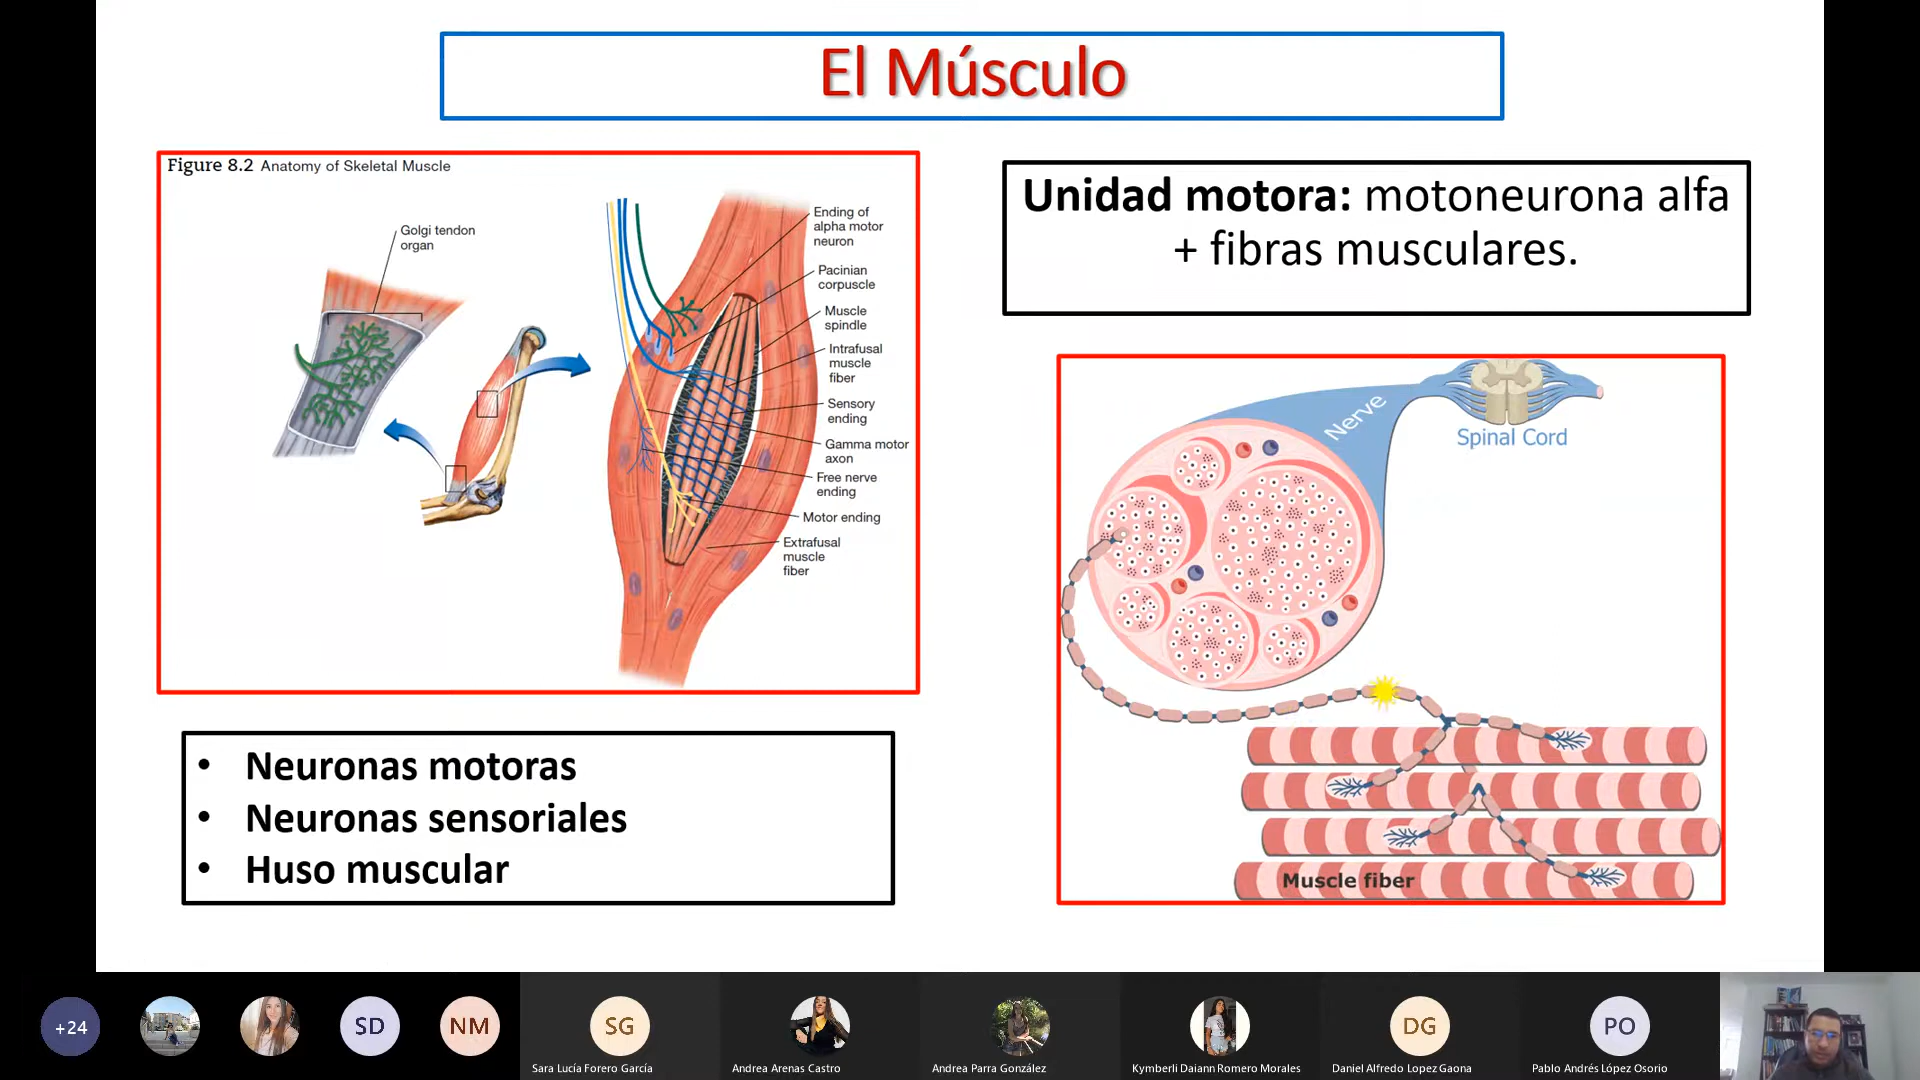 El Músculo
Figure 8.2 Anatomy of Skeletal Muscle
Golgi tendon
organ
Ending of
alpha motor
neuron
Pacinian
corpuscle
Muscle
spindle
Intrafusal
muscle
fiber
Sensory
ending
Gamma motor
axon
Free nerve
ending
Motor ending
Extrafusal
muscle
fiber
• Neuronas motoras
• Neuronas sensoriales
• Huso muscular
Unidad motora: motoneurona alfa
+ fibras musculares.
Nerve
Spinal Cord
Muscle fiber
+24
SD
NM
SG
DG
PO
Sara Lucía Forero García
Andrea Arenas Castro
Andrea Parra González
Kymberli Daiann Romero Morales
Daniel Alfredo Lopez Gaona
Pablo Andrés López Osorio